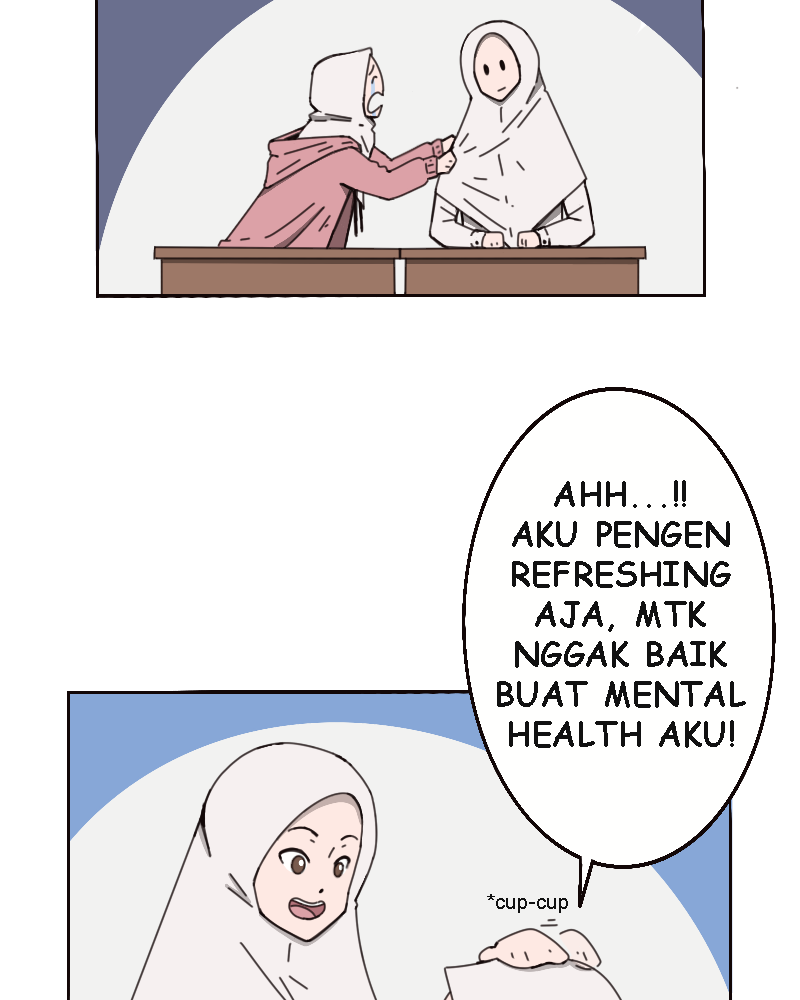 AHH...!!
AKU PENGEN
REFRESHING
AJA, MTK
NGGAK BAIK
BUAT MENTAL
HEALTH AKU!
*cup-cup